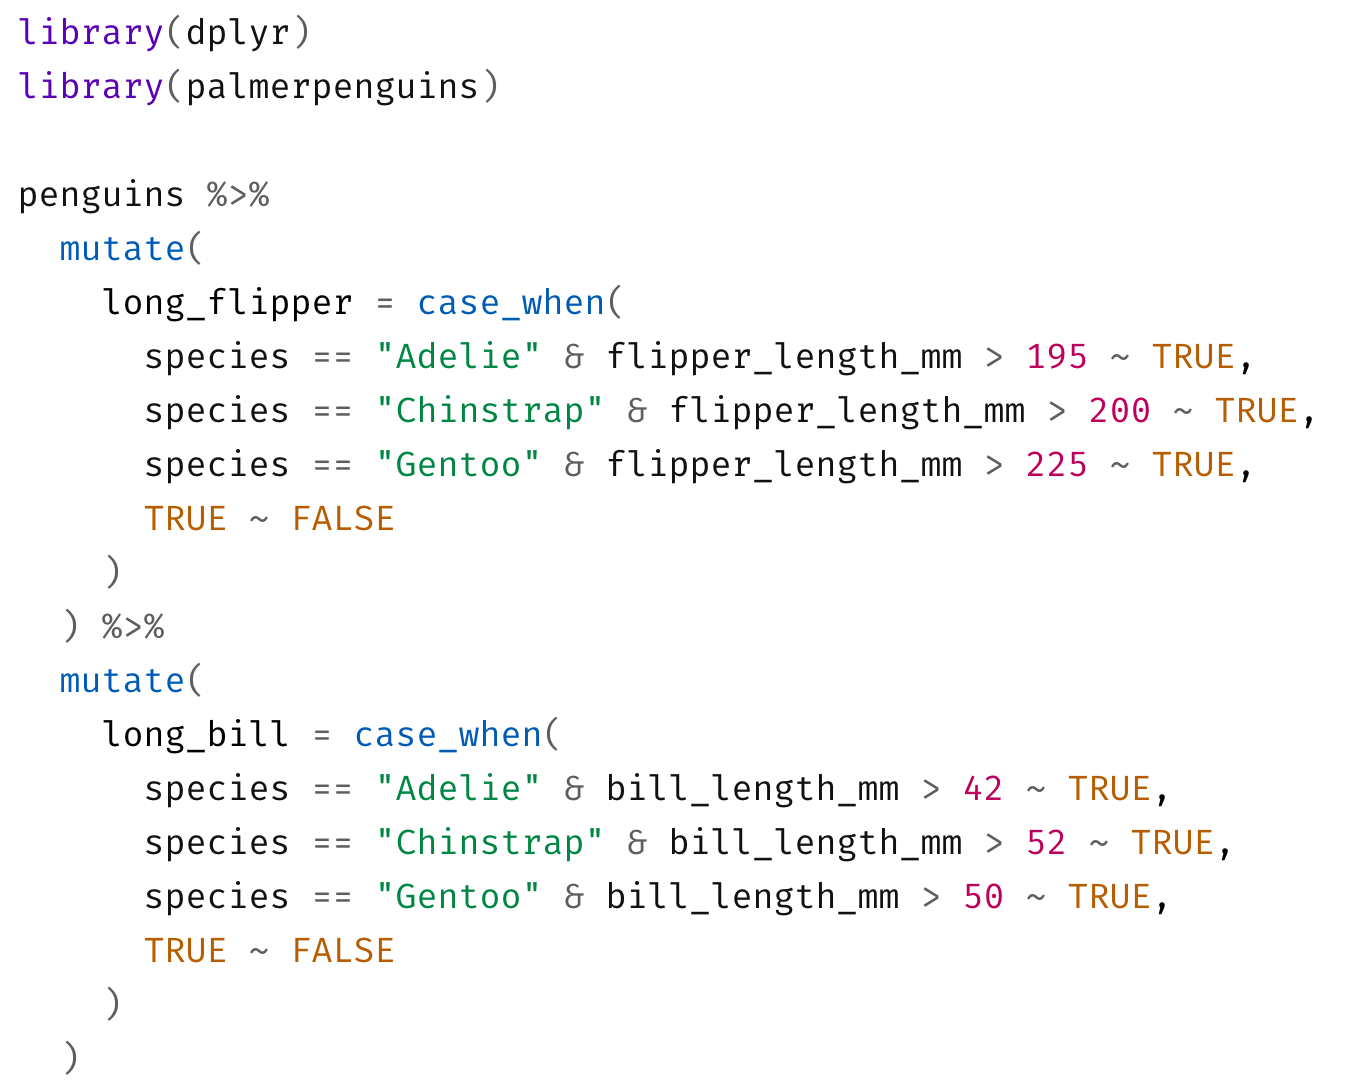 library(dplyr)
library(palmerpenguins)

penguins %>%
  mutate(
    long_flipper = case_when(
      species == "Adelie" & flipper_length_mm > 195 ~ TRUE,
      species == "Chinstrap" & flipper_length_mm > 200 ~ TRUE,
      species == "Gentoo" & flipper_length_mm > 225 ~ TRUE,
      TRUE ~ FALSE
    )
  ) %>%
  mutate(
    long_bill = case_when(
      species == "Adelie" & bill_length_mm > 42 ~ TRUE,
      species == "Chinstrap" & bill_length_mm > 52 ~ TRUE,
      species == "Gentoo" & bill_length_mm > 50 ~ TRUE,
      TRUE ~ FALSE
    )
  )